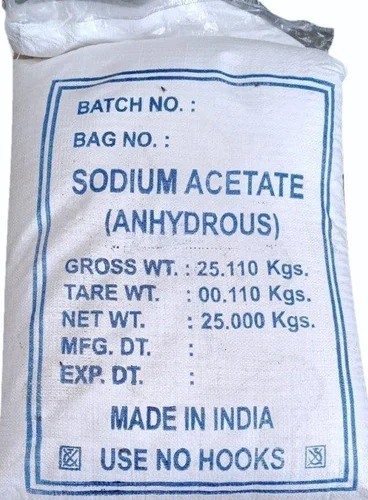 BATCH NO. :
BAG NO. :
SODIUM ACETATE
(ANHYDROUS)
GROSS WT. : 25.110 Kgs.
TARE WT. : 00.110 Kgs.
NET WT. : 25.000 Kgs.
MFG. DT. :
EXP. DT. :
MADE IN INDIA
USE NO HOOKS